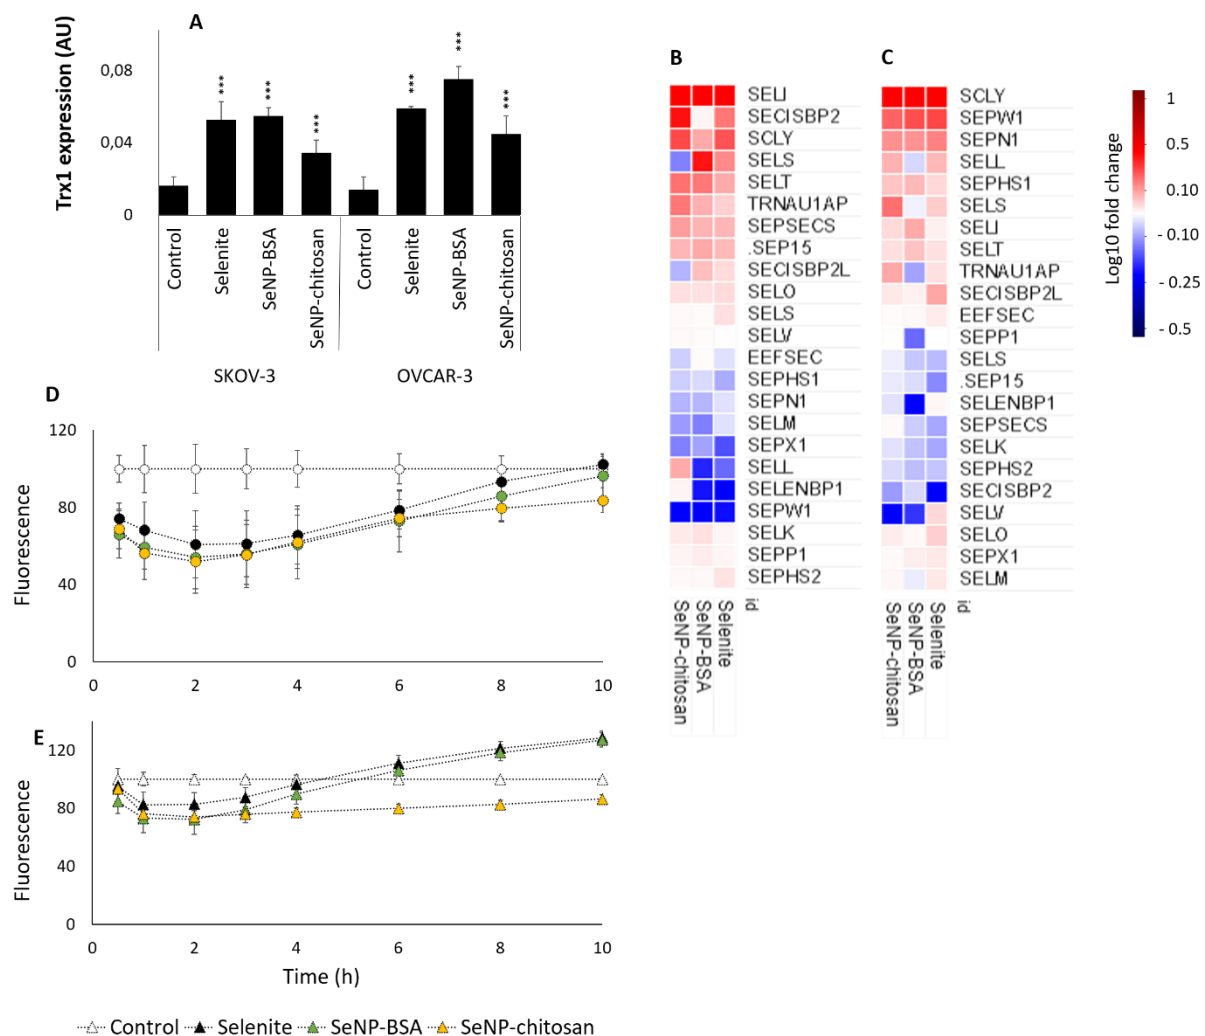 A
Trx1 expression (AU)
0,08
0,04
0
***
***
***
***
***
***
Control
Selenite
SeNP-BSA
SeNP-chitosan
Control
Selenite
SeNP-BSA
SeNP-chitosan
SKOV-3
OVCAR-3
B
SELI
SECISBP2
SCLY
SELS
SELT
TRNAU1AP
SEPSECS
.SEP15
SECISBP2L
SELO
SELS
SELV
EEFSEC
SEPHS1
SEPN1
SELM
SEPX1
SELL
SELENBP1
SEPW1
SELK
SEPP1
SEPHS2
id
SeNP-chitosan
SeNP-BSA
Selenite
C
SCLY
SEPW1
SEPN1
SELL
SEPHS1
SELS
SELI
SELT
TRNAU1AP
SECISBP2L
EEFSEC
SEPP1
SELS
.SEP15
SELENBP1
SEPSECS
SELK
SEPHS2
SECISBP2
SELV
SELO
SEPX1
SELM
id
SeNP-chitosan
SeNP-BSA
Selenite
Log10 fold change
1
0.5
0.10
- 0.10
- 0.25
- 0.5
D
Fluorescence
120
80
40
0
0 2 4 6 8 10
E
Fluorescence
120
80
40
0
0 2 4 6 8 10
Time (h)
Control Selenite SeNP-BSA SeNP-chitosan